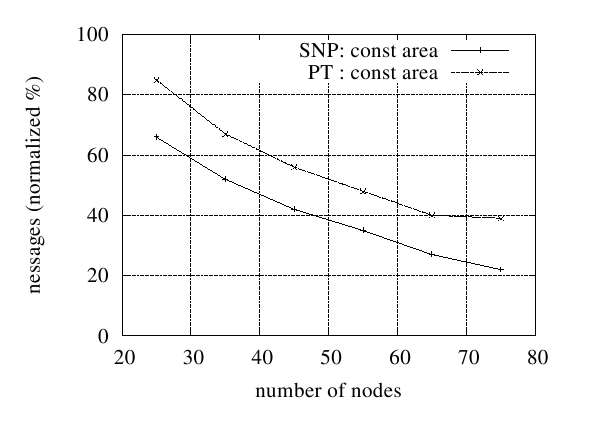 100
80
60
40
20
0
nessages (normalized %)
SNP: const area
PT : const area
20 30 40 50 60 70 80
number of nodes